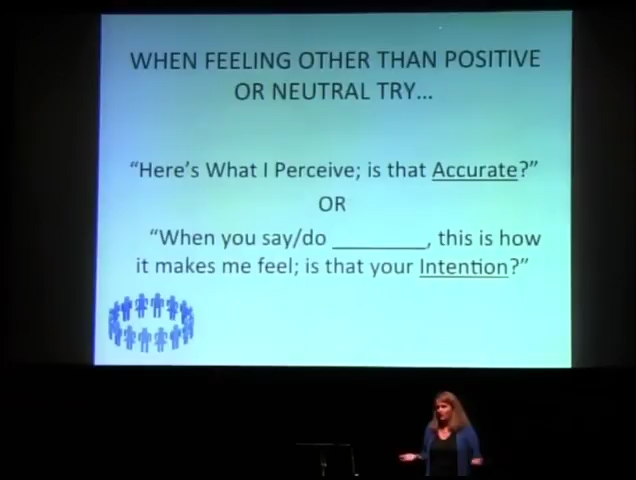 WHEN FEELING OTHER THAN POSITIVE
OR NEUTRAL TRY...
“Here’s What I Perceive; is that Accurate?”
OR
“When you say/do ________, this is how
it makes me feel; is that your Intention?”